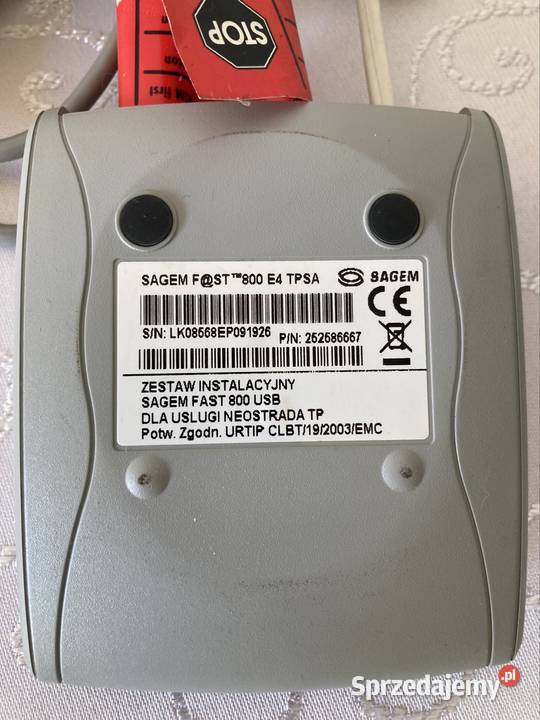 STOP
first
SAGEM F@ST™800 E4 TPSA
SAGEM
CE
S/N: LK08568EP091926
P/N: 252586667
ZESTAW INSTALACYJNY
SAGEM FAST 800 USB
DLA USLUGI NEOSTRADA TP
Potw. Zgodn. URTIP CLBT/19/2003/EMC
Sprzedajemy.pl